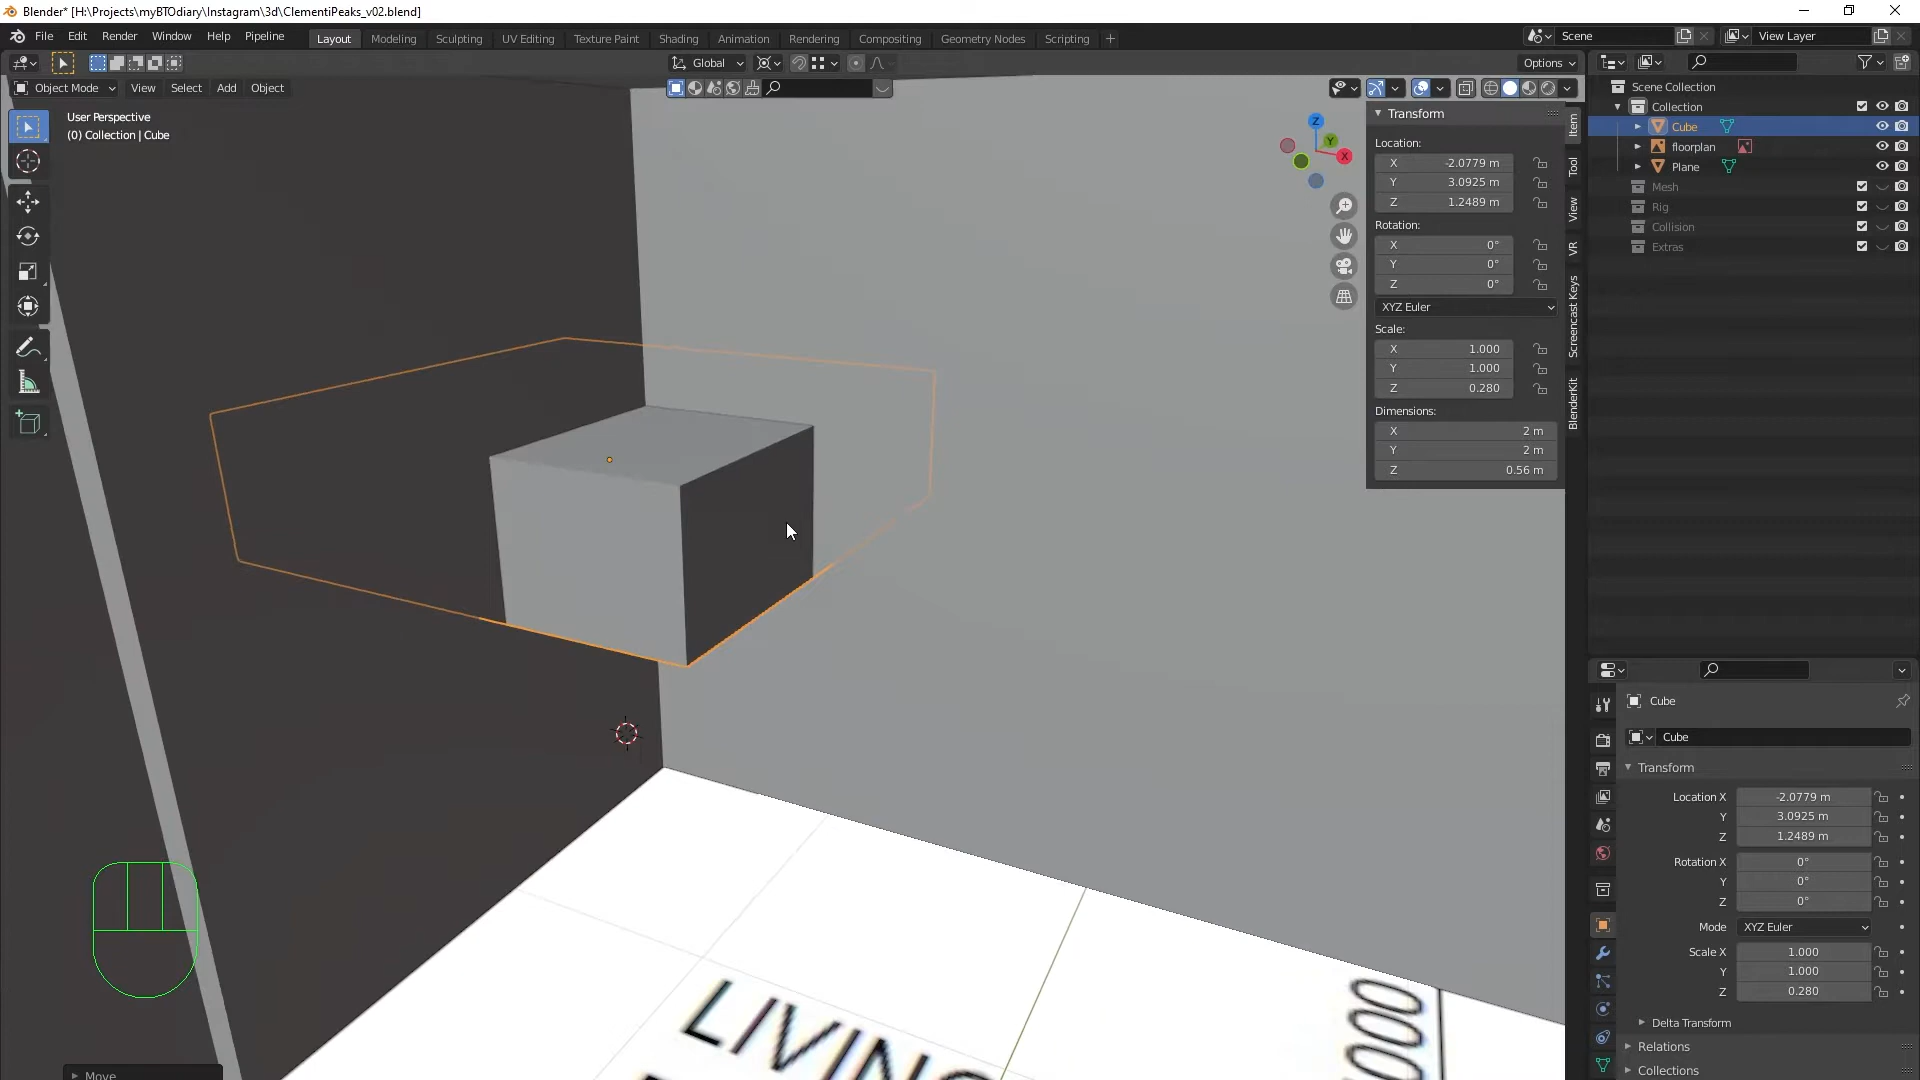 Blender* [H:\Projects\myBTOdiary\Instagram\3d\ClementiPeaks_v02.blend]
File Edit Render Window Help Pipeline
Layout Modeling Sculpting UV Editing Texture Paint Shading Animation Rendering Compositing Geometry Nodes Scripting +
Scene
View Layer
Global
Options
Object Mode View Select Add Object
User Perspective
(0) Collection | Cube
Z
Y
X
Transform
Location:
X -2.0779 m
Y 3.0925 m
Z 1.2489 m
Rotation:
X 0°
Y 0°
Z 0°
XYZ Euler
Scale:
X 1.000
Y 1.000
Z 0.280
Dimensions:
X 2 m
Y 2 m
Z 0.56 m
Item
Tool
View
VR
Screencast Keys
BlenderKit
Scene Collection
Collection
Cube
floorplan
Plane
Mesh
Rig
Collision
Extras
Cube
Cube
Transform
Location X -2.0779 m
Y 3.0925 m
Z 1.2489 m
Rotation X 0°
Y 0°
Z 0°
Mode XYZ Euler
Scale X 1.000
Y 1.000
Z 0.280
Delta Transform
Relations
Collections
Move